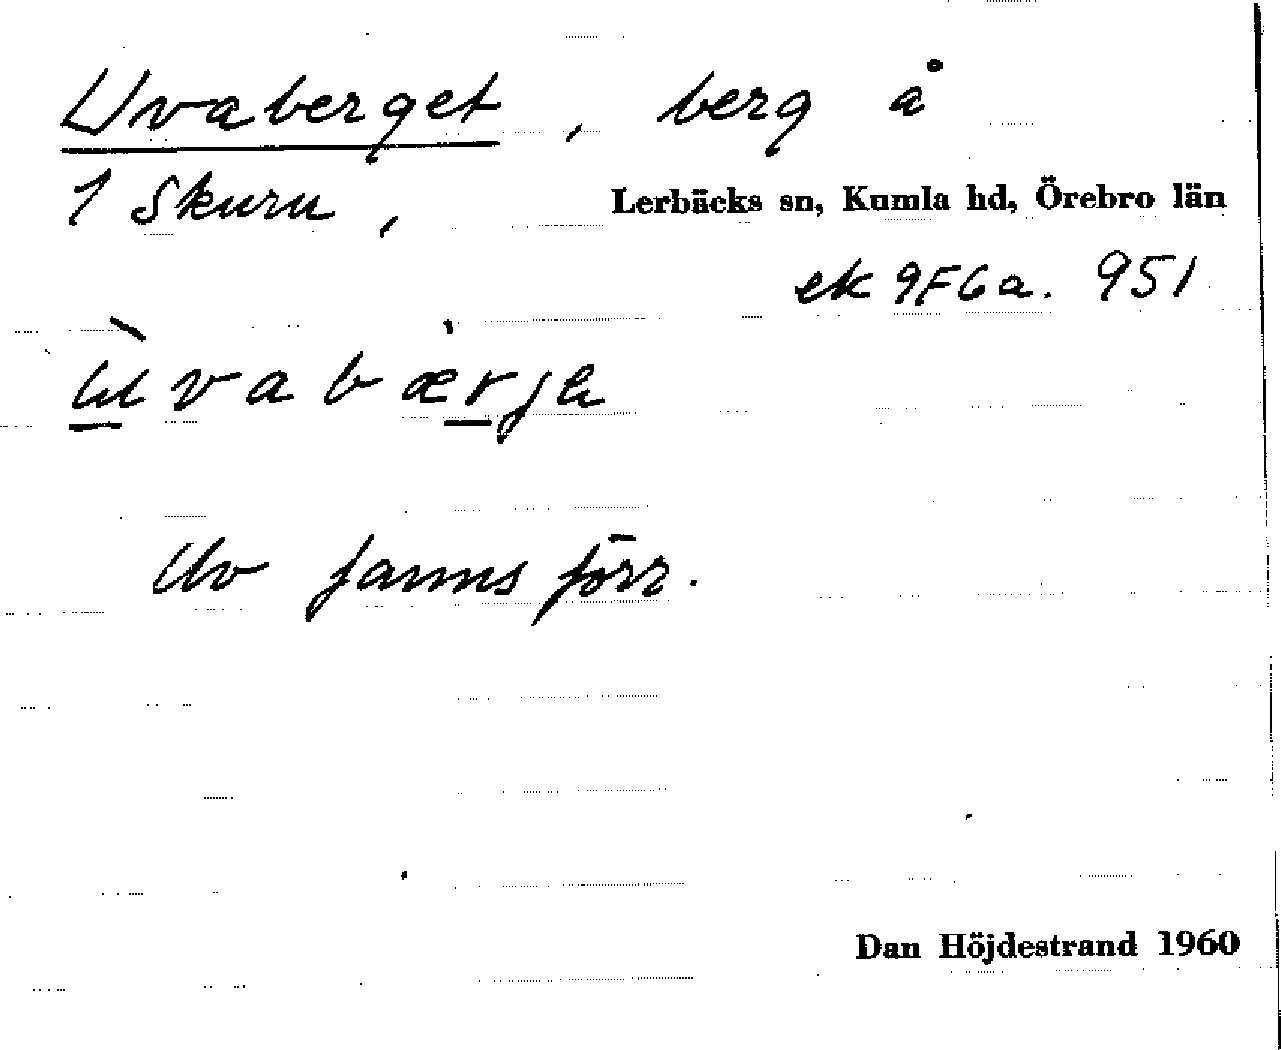 Uvaberget, berg å
1 Skuru, Lerbäcks sn, Kumla hd, Örebro län
ek 9F6a. 951
ùvabærje
Uv fanns förr.
Dan Höjdestrand 1960